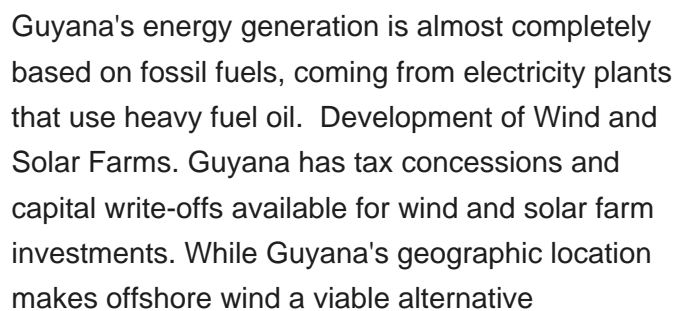 Guyana's energy generation is almost completely
based on fossil fuels, coming from electricity plants
that use heavy fuel oil.  Development of Wind and
Solar Farms. Guyana has tax concessions and
capital write-offs available for wind and solar farm
investments. While Guyana's geographic location
makes offshore wind a viable alternative